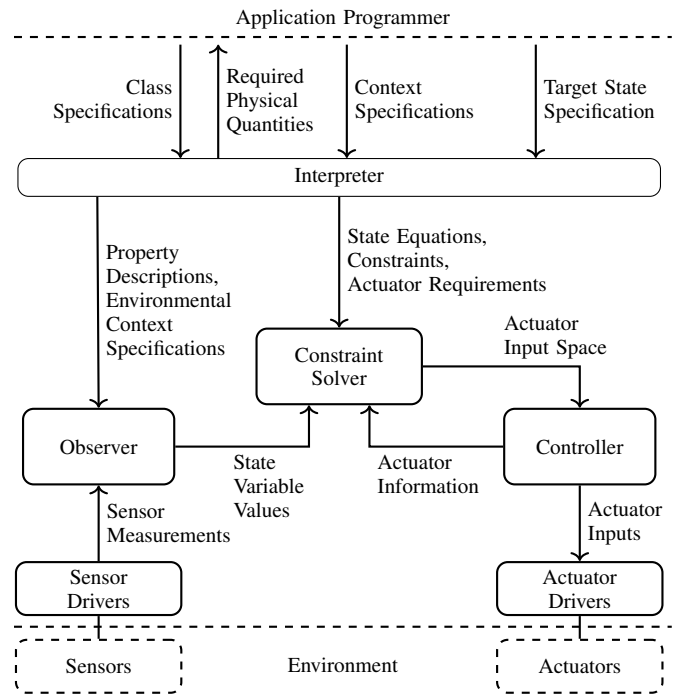 Application Programmer
Class
Specifications
Required
Physical
Quantities
Context
Specifications
Target State
Specification
Interpreter
Property
Descriptions,
Environmental
Context
Specifications
State Equations,
Constraints,
Actuator Requirements
Constraint
Solver
Actuator
Input Space
Observer
State
Variable
Values
Actuator
Information
Controller
Sensor
Measurements
Actuator
Inputs
Sensor
Drivers
Actuator
Drivers
Sensors
Environment
Actuators